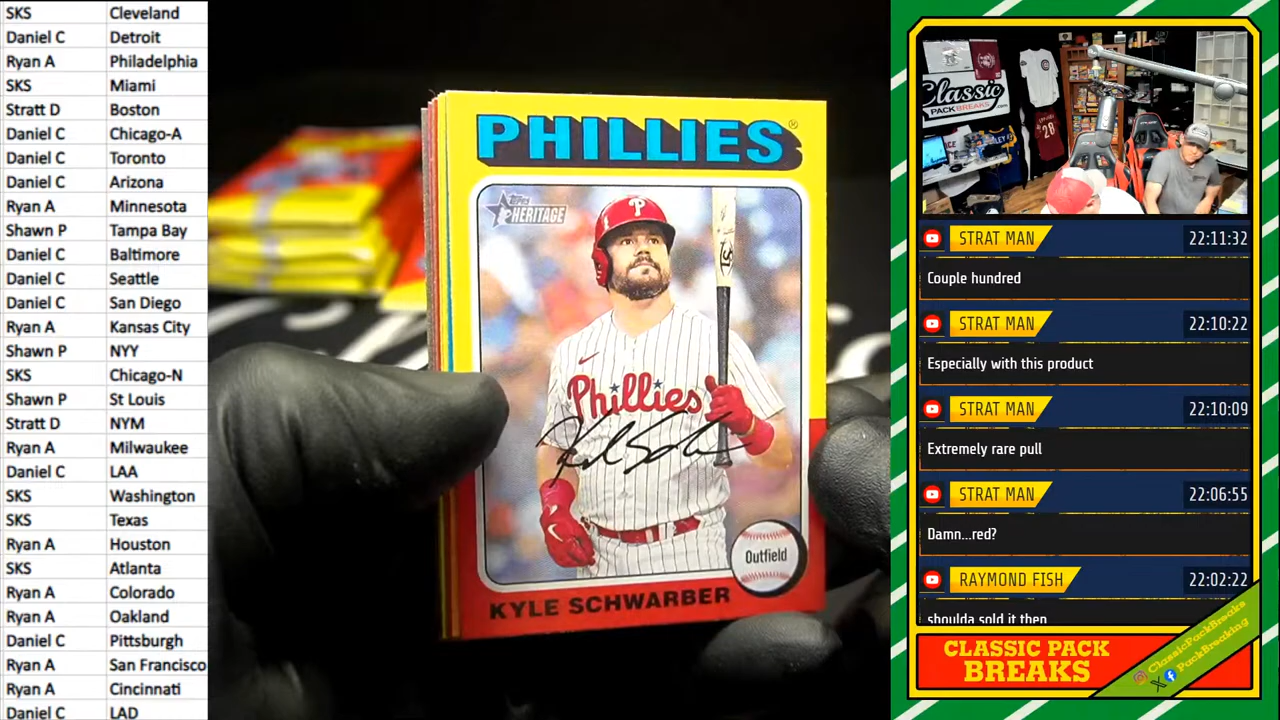 SKS Cleveland
Daniel C Detroit
Ryan A Philadelphia
SKS Miami
Stratt D Boston
Daniel C Chicago-A
Daniel C Toronto
Daniel C Arizona
Ryan A Minnesota
Shawn P Tampa Bay
Daniel C Baltimore
Daniel C Seattle
Daniel C San Diego
Ryan A Kansas City
Shawn P NYY
SKS Chicago-N
Shawn P St Louis
Stratt D NYM
Ryan A Milwaukee
Daniel C LAA
SKS Washington
SKS Texas
Ryan A Houston
SKS Atlanta
Ryan A Colorado
Ryan A Oakland
Daniel C Pittsburgh
Ryan A San Francisco
Ryan A Cincinnati
Daniel C LAD
PHILLIES®
TOPPS
HERITAGE
P
Phillies
Outfield
KYLE SCHWARBER
Classic
PACK BREAKS
28
STRAT MAN 22:11:32
Couple hundred
STRAT MAN 22:10:22
Especially with this product
STRAT MAN 22:10:09
Extremely rare pull
STRAT MAN 22:06:55
Damn...red?
RAYMOND FISH 22:02:22
shoulda sold it then
CLASSIC PACK
BREAKS
ClassicPackBreaks
PackBreaking